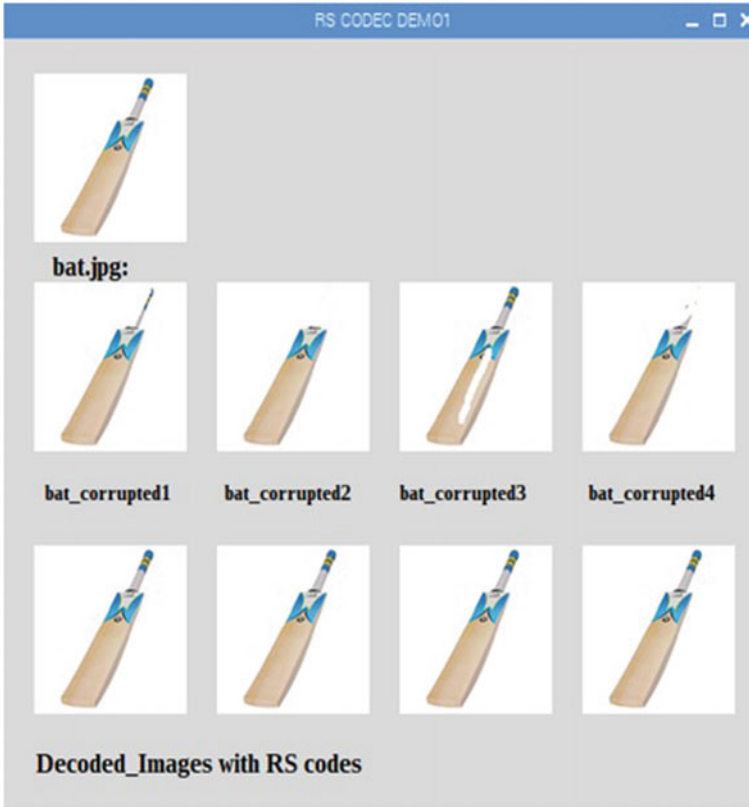 RS CODEC DEMO1
bat.jpg:
bat_corrupted1 bat_corrupted2 bat_corrupted3 bat_corrupted4
Decoded_Images with RS codes